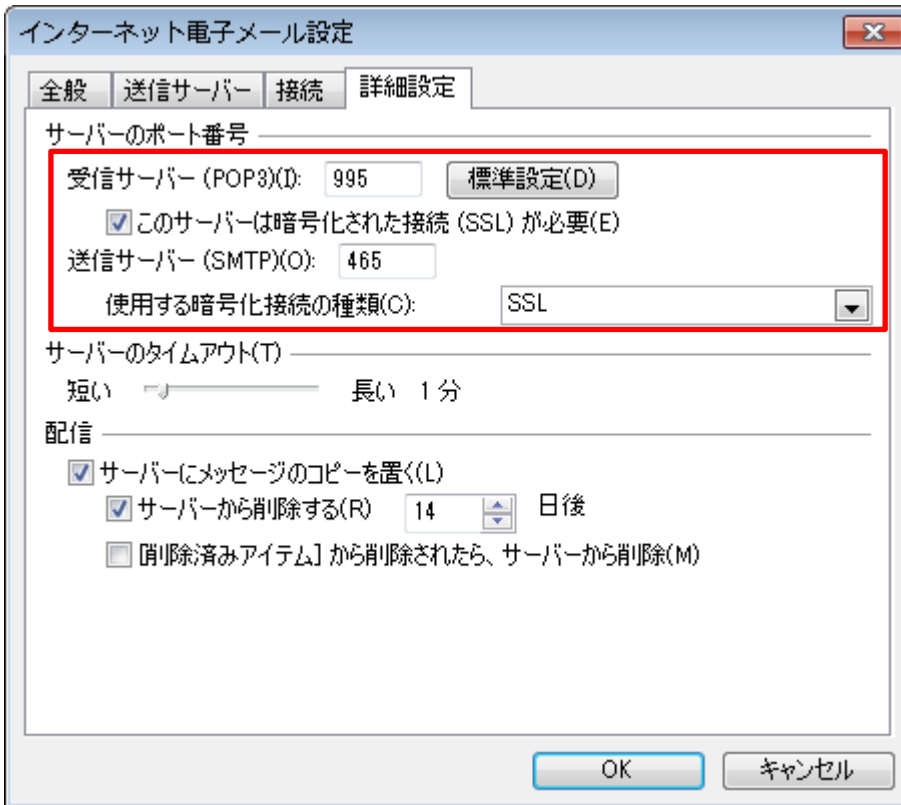 インターネット電子メール設定
全般 送信サーバー 接続 詳細設定
サーバーのポート番号
受信サーバー (POP3)(I): 995 標準設定(D)
このサーバーは暗号化された接続 (SSL) が必要(E)
送信サーバー (SMTP)(O): 465
使用する暗号化接続の種類(C): SSL
サーバーのタイムアウト(T)
短い 長い 1 分
配信
サーバーにメッセージのコピーを置く(L)
サーバーから削除する(R) 14 日後
[削除済みアイテム] から削除されたら、サーバーから削除(M)
OK キャンセル